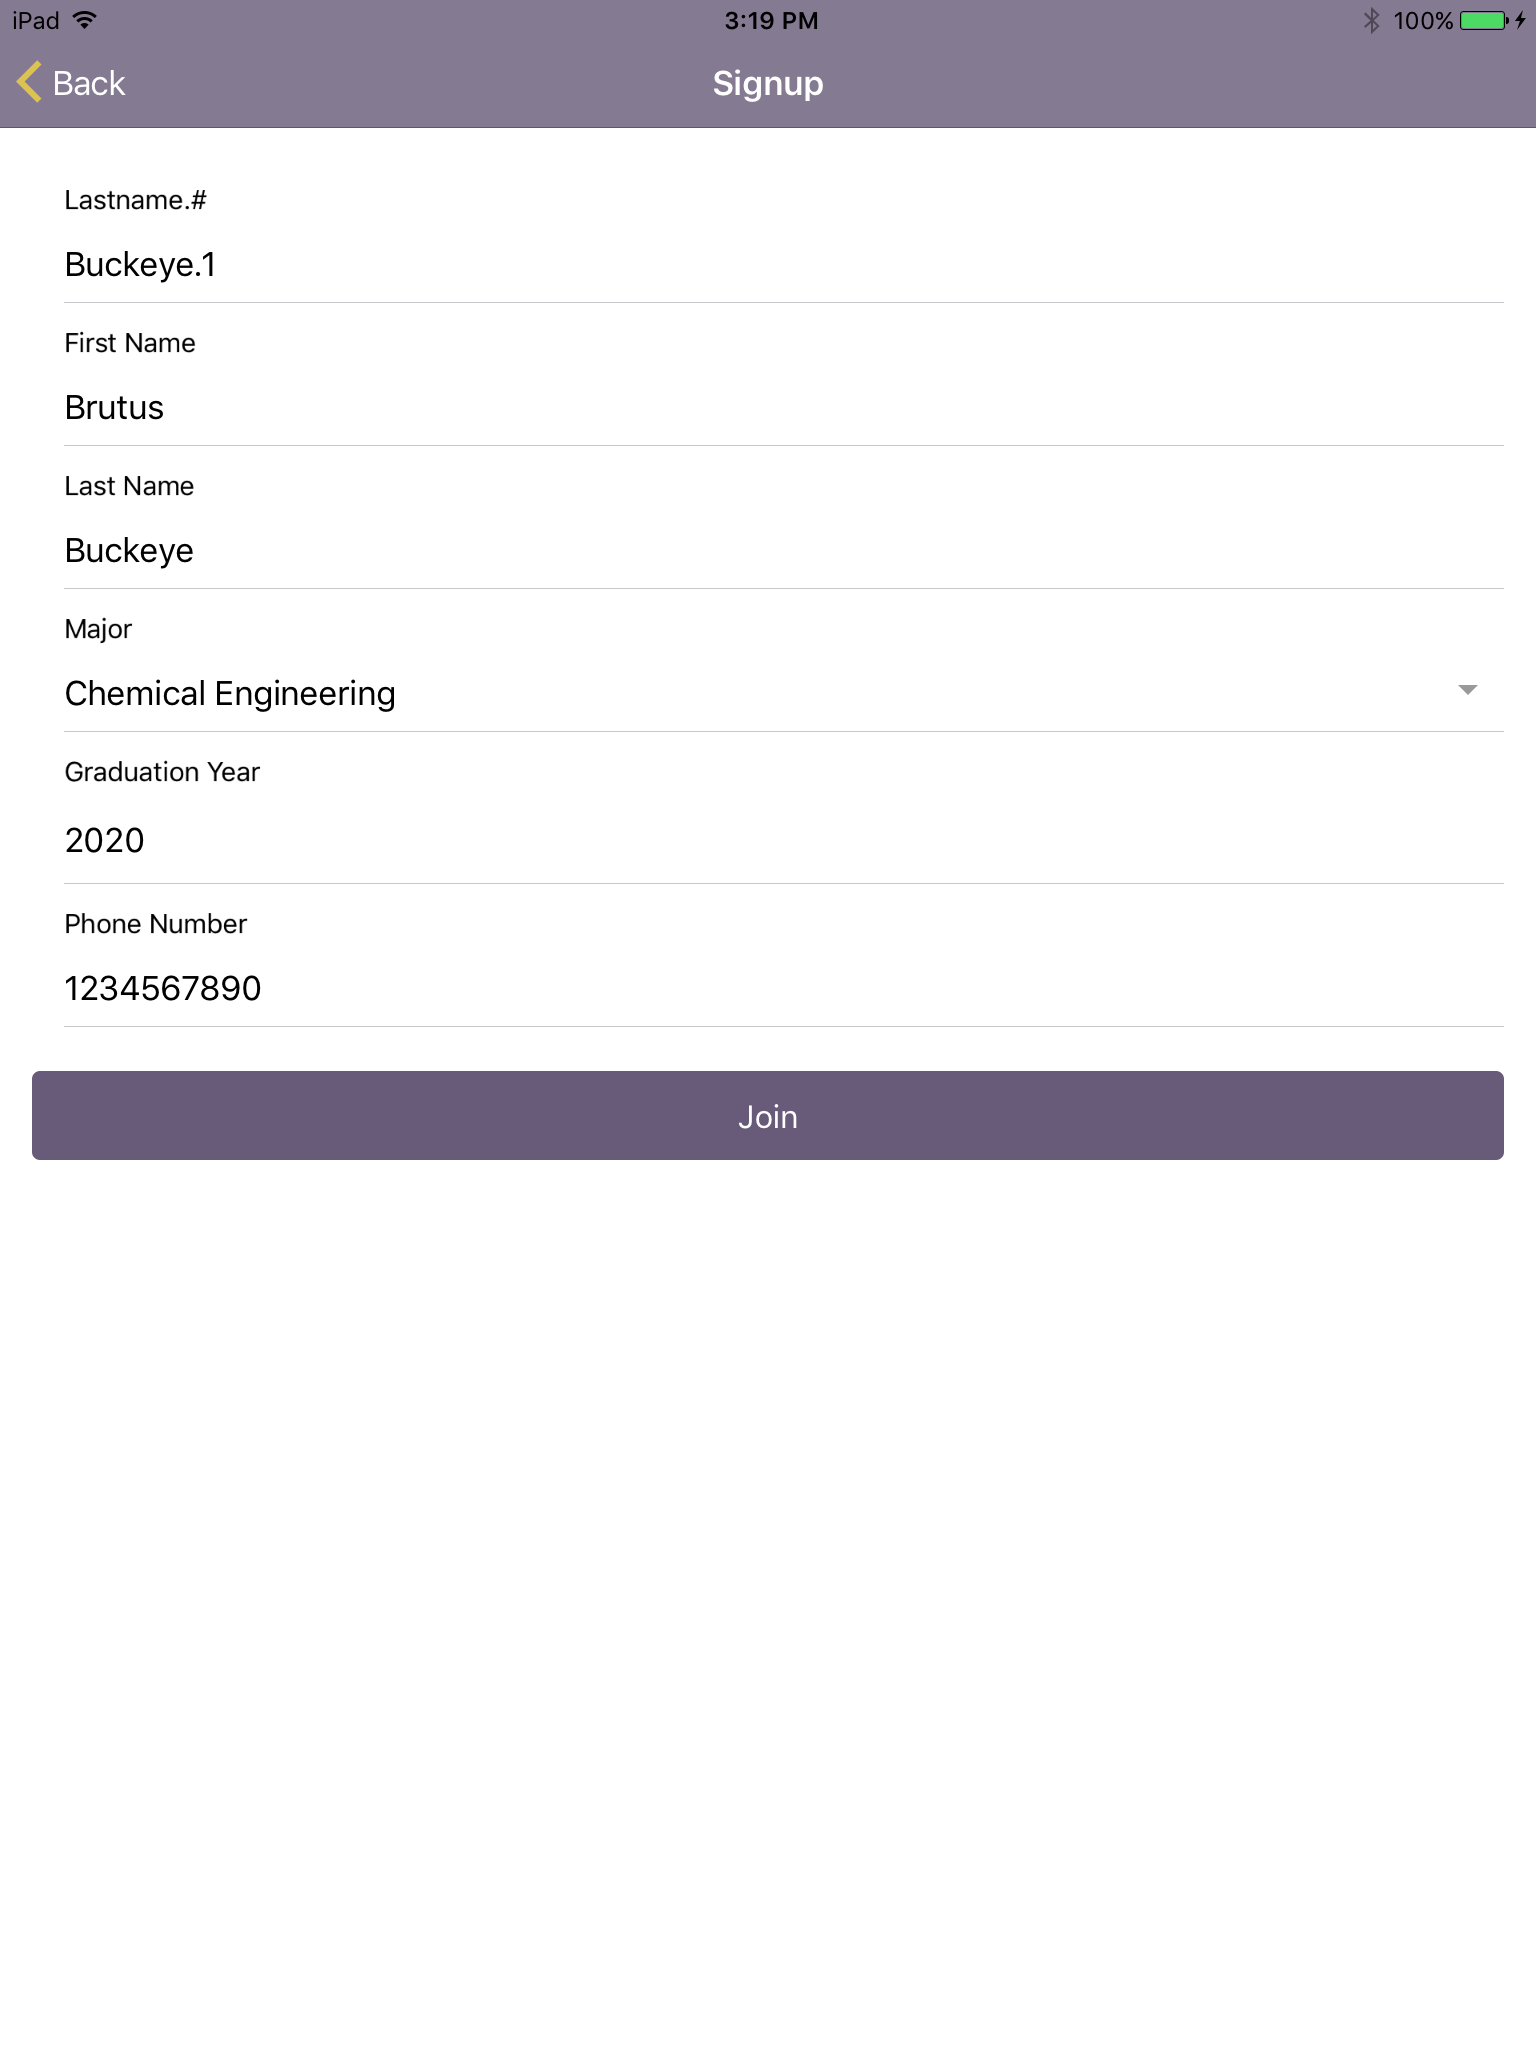 iPad 3:19 PM 100%
Back Signup
Lastname.#
Buckeye.1
First Name
Brutus
Last Name
Buckeye
Major
Chemical Engineering
Graduation Year
2020
Phone Number
1234567890
Join